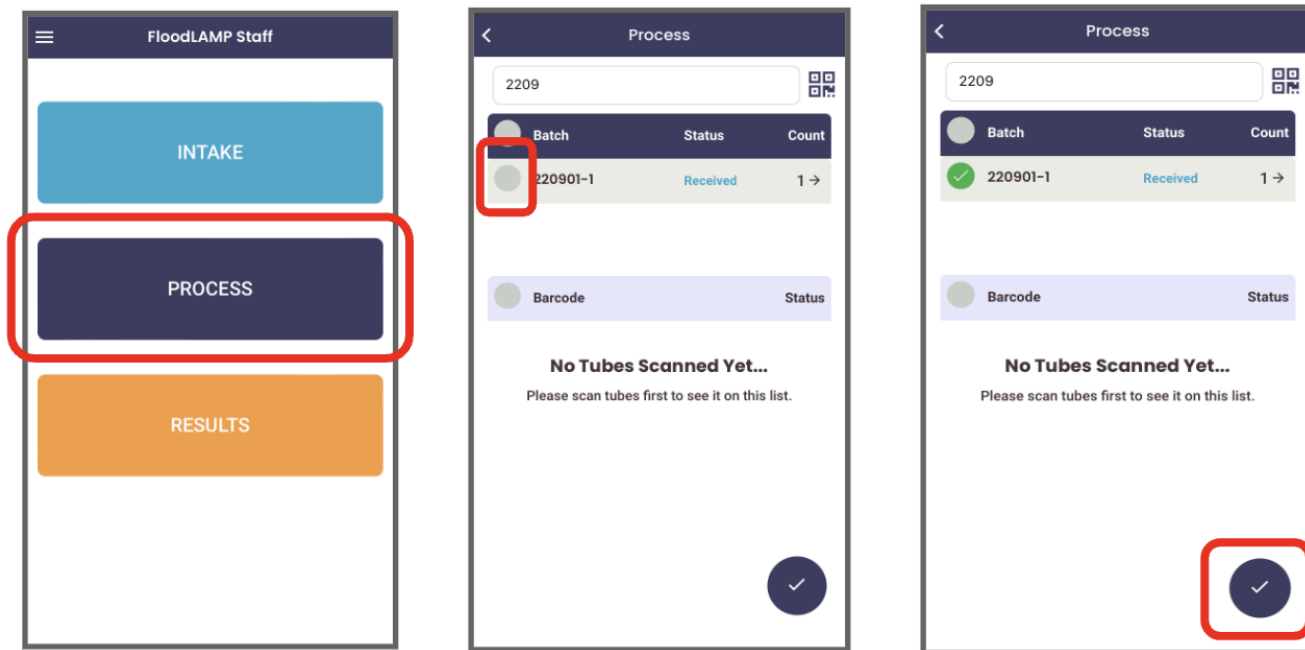 FloodLAMP Staff
INTAKE
PROCESS
RESULTS
Process
2209
Batch Status Count
220901-1 Received 1 →
Barcode Status
No Tubes Scanned Yet...
Please scan tubes first to see it on this list.
Process
2209
Batch Status Count
220901-1 Received 1 →
Barcode Status
No Tubes Scanned Yet...
Please scan tubes first to see it on this list.